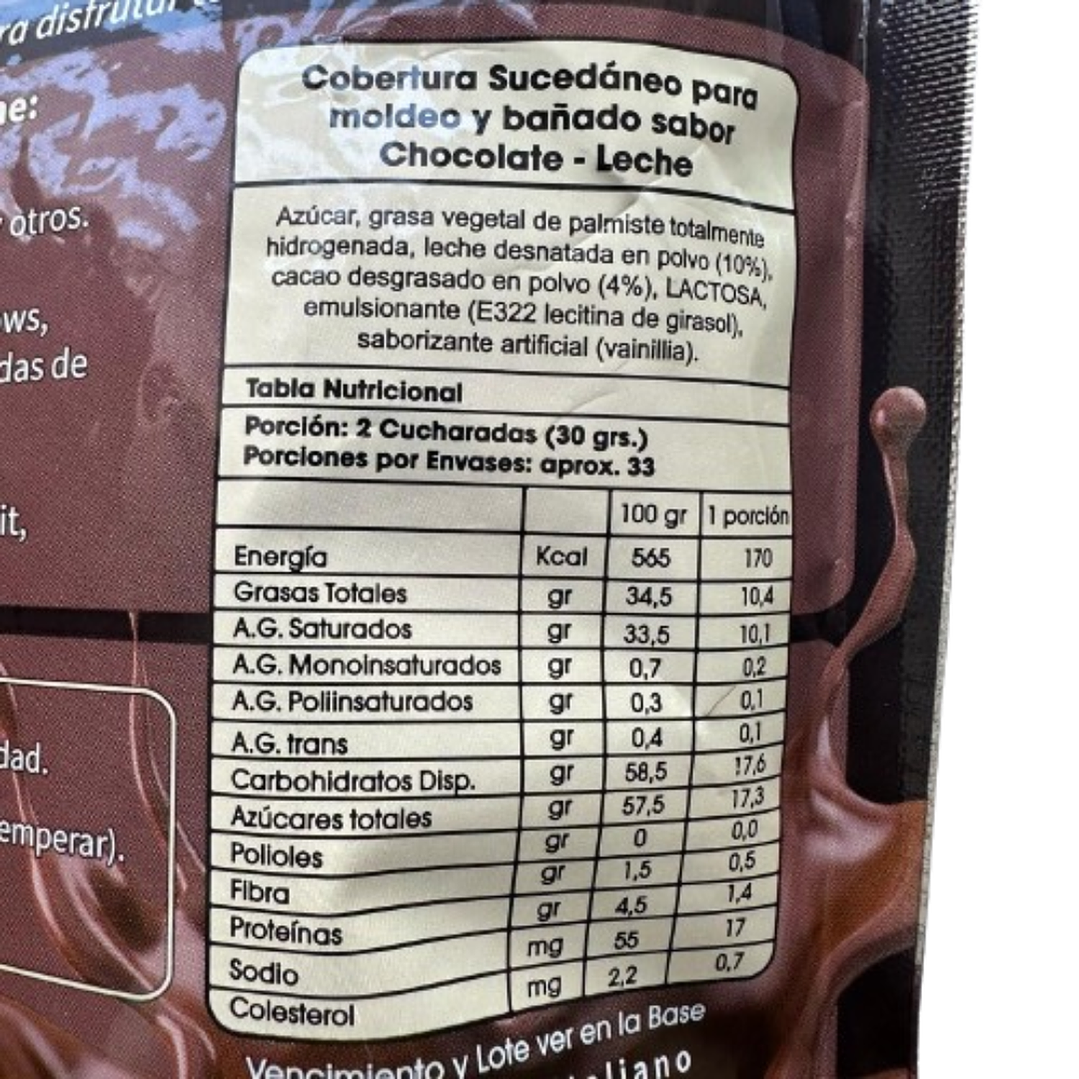 disfrutar
Cobertura Sucedáneo para
moldeo y bañado sabor
Chocolate - Leche
otros.
das de
Azúcar, grasa vegetal de palmiste totalmente
hidrogenada, leche desnatada en polvo (10%),
cacao desgrasado en polvo (4%), LACTOSA,
emulsionante (E322 lecitina de girasol),
saborizante artificial (vainillia).
Tabla Nutricional
Porción: 2 Cucharadas (30 grs.)
Porciones por Envases: aprox. 33
100 gr 1 porción
Energía Kcal 565 170
Grasas Totales gr 34,5 10,4
A.G. Saturados gr 33,5 10,1
A.G. Monoinsaturados gr 0,7 0,2
A.G. Poliinsaturados gr 0,3 0,1
A.G. trans gr 0,4 0,1
Carbohidratos Disp. gr 58,5 17,6
Azúcares totales gr 57,5 17,3
Polioles gr 0 0,0
Fibra gr 1,5 0,5
Proteínas gr 4,5 1,4
Sodio mg 55 17
Colesterol mg 2,2 0,7
dad.
emperar).
Vencimiento y Lote ver en la Base